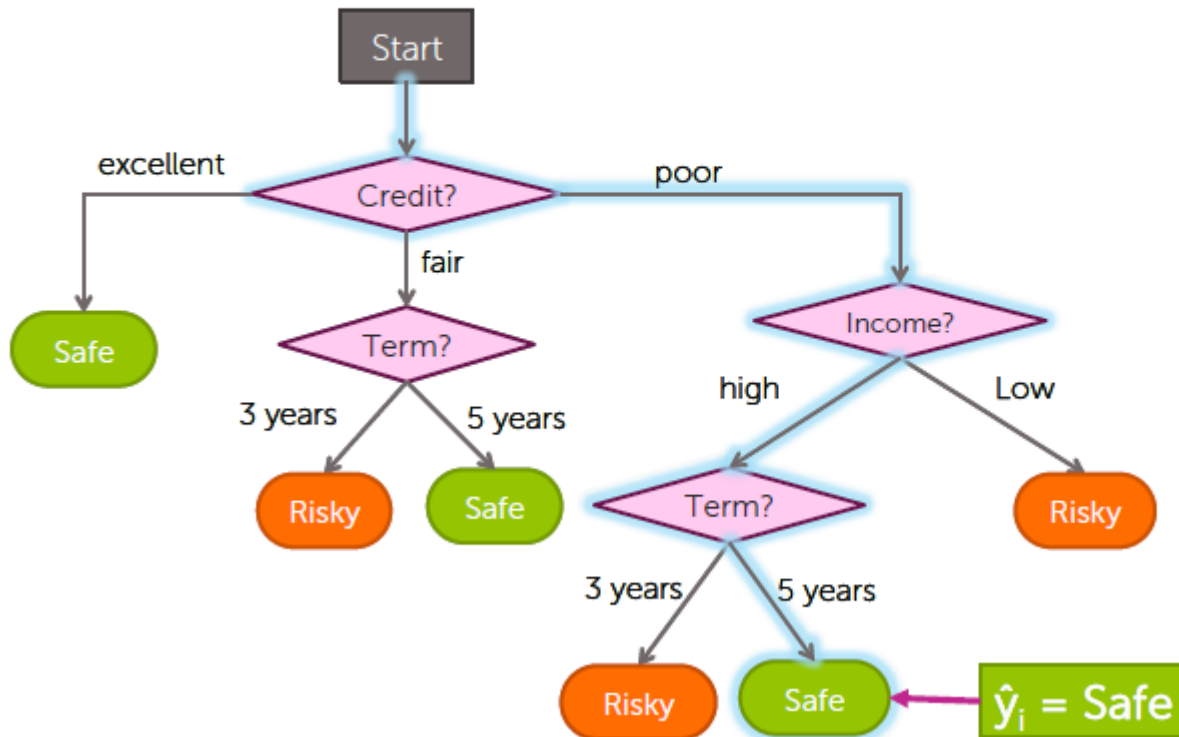 Start
excellent
Credit?
poor
fair
Safe
Term?
Income?
3 years
5 years
high
Low
Risky
Safe
Term?
Risky
3 years
5 years
Risky
Safe
ŷi = Safe